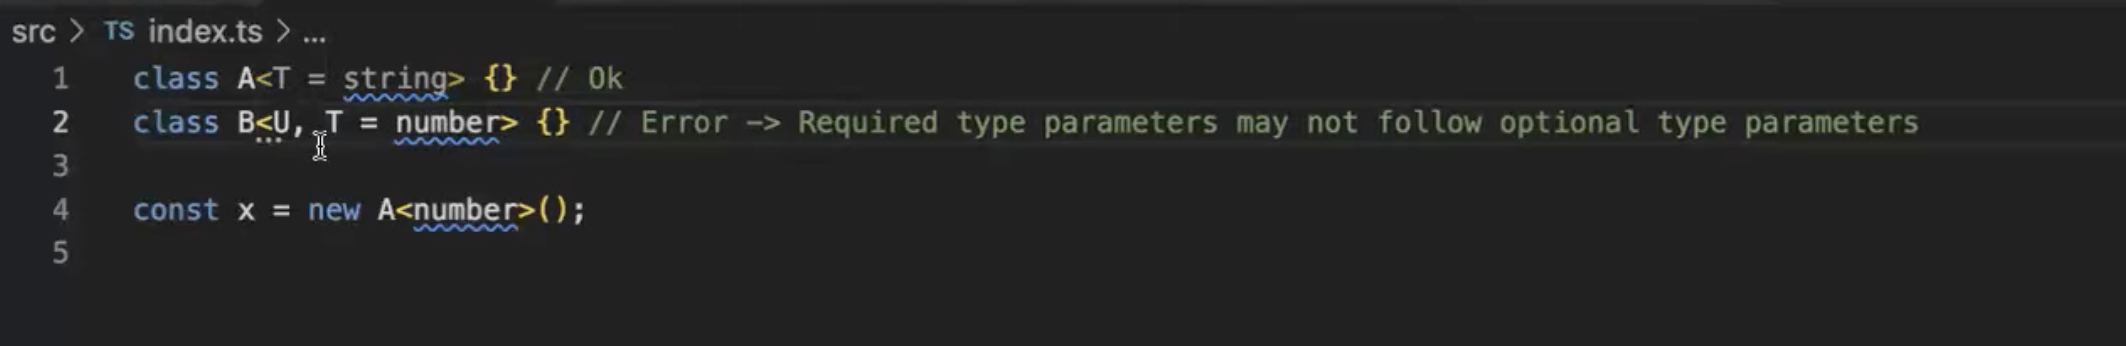 src > TS index.ts > ...
1 class A<T = string> {} // Ok
2 class B<U, T = number> {} // Error -> Required type parameters may not follow optional type parameters
3
4 const x = new A<number>();
5